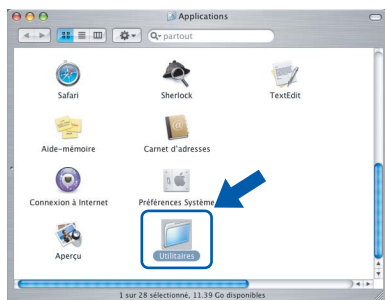 Applications
partout
Safari
Sherlock
TextEdit
Aide-mémoire
Carnet d'adresses
Connexion à Internet
Préférences Système
Aperçu
Utilitaires
1 sur 28 sélectionné, 11.39 Go disponibles